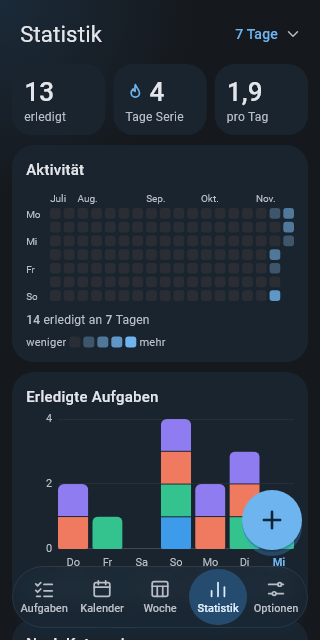 Statistik
7 Tage
13
erledigt
4
Tage Serie
1,9
pro Tag
Aktivität
Juli Aug. Sep. Okt. Nov.
Mo
Mi
Fr
So
14 erledigt an 7 Tagen
weniger mehr
Erledigte Aufgaben
4
2
0
Do Fr Sa So Mo Di Mi
Aufgaben Kalender Woche Statistik Optionen